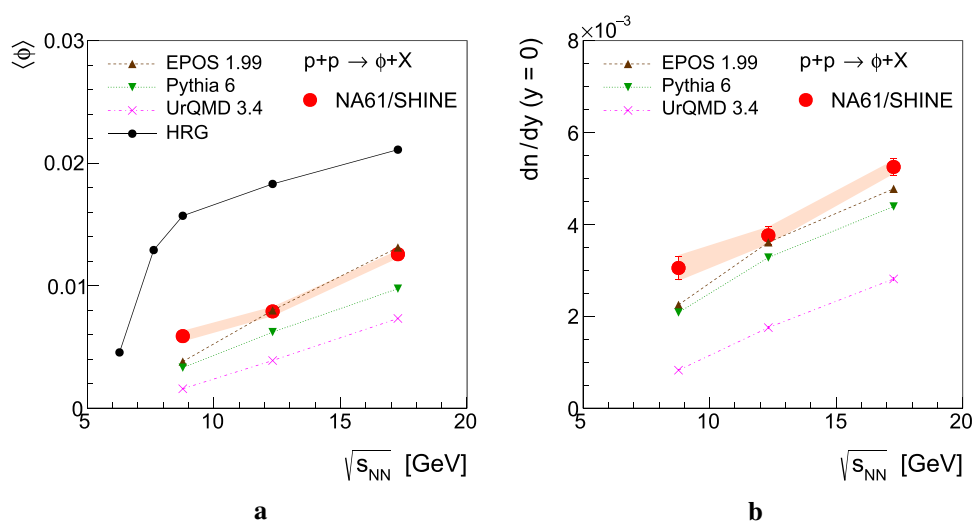 ⟨ϕ⟩
0.03
0.02
0.01
0
EPOS 1.99
Pythia 6
UrQMD 3.4
HRG
p+p → ϕ+X
NA61/SHINE
5 10 15 20
√sNN [GeV]
a
dn/dy (y = 0)
×10⁻³
8
6
4
2
0
EPOS 1.99
Pythia 6
UrQMD 3.4
p+p → ϕ+X
NA61/SHINE
5 10 15 20
√sNN [GeV]
b